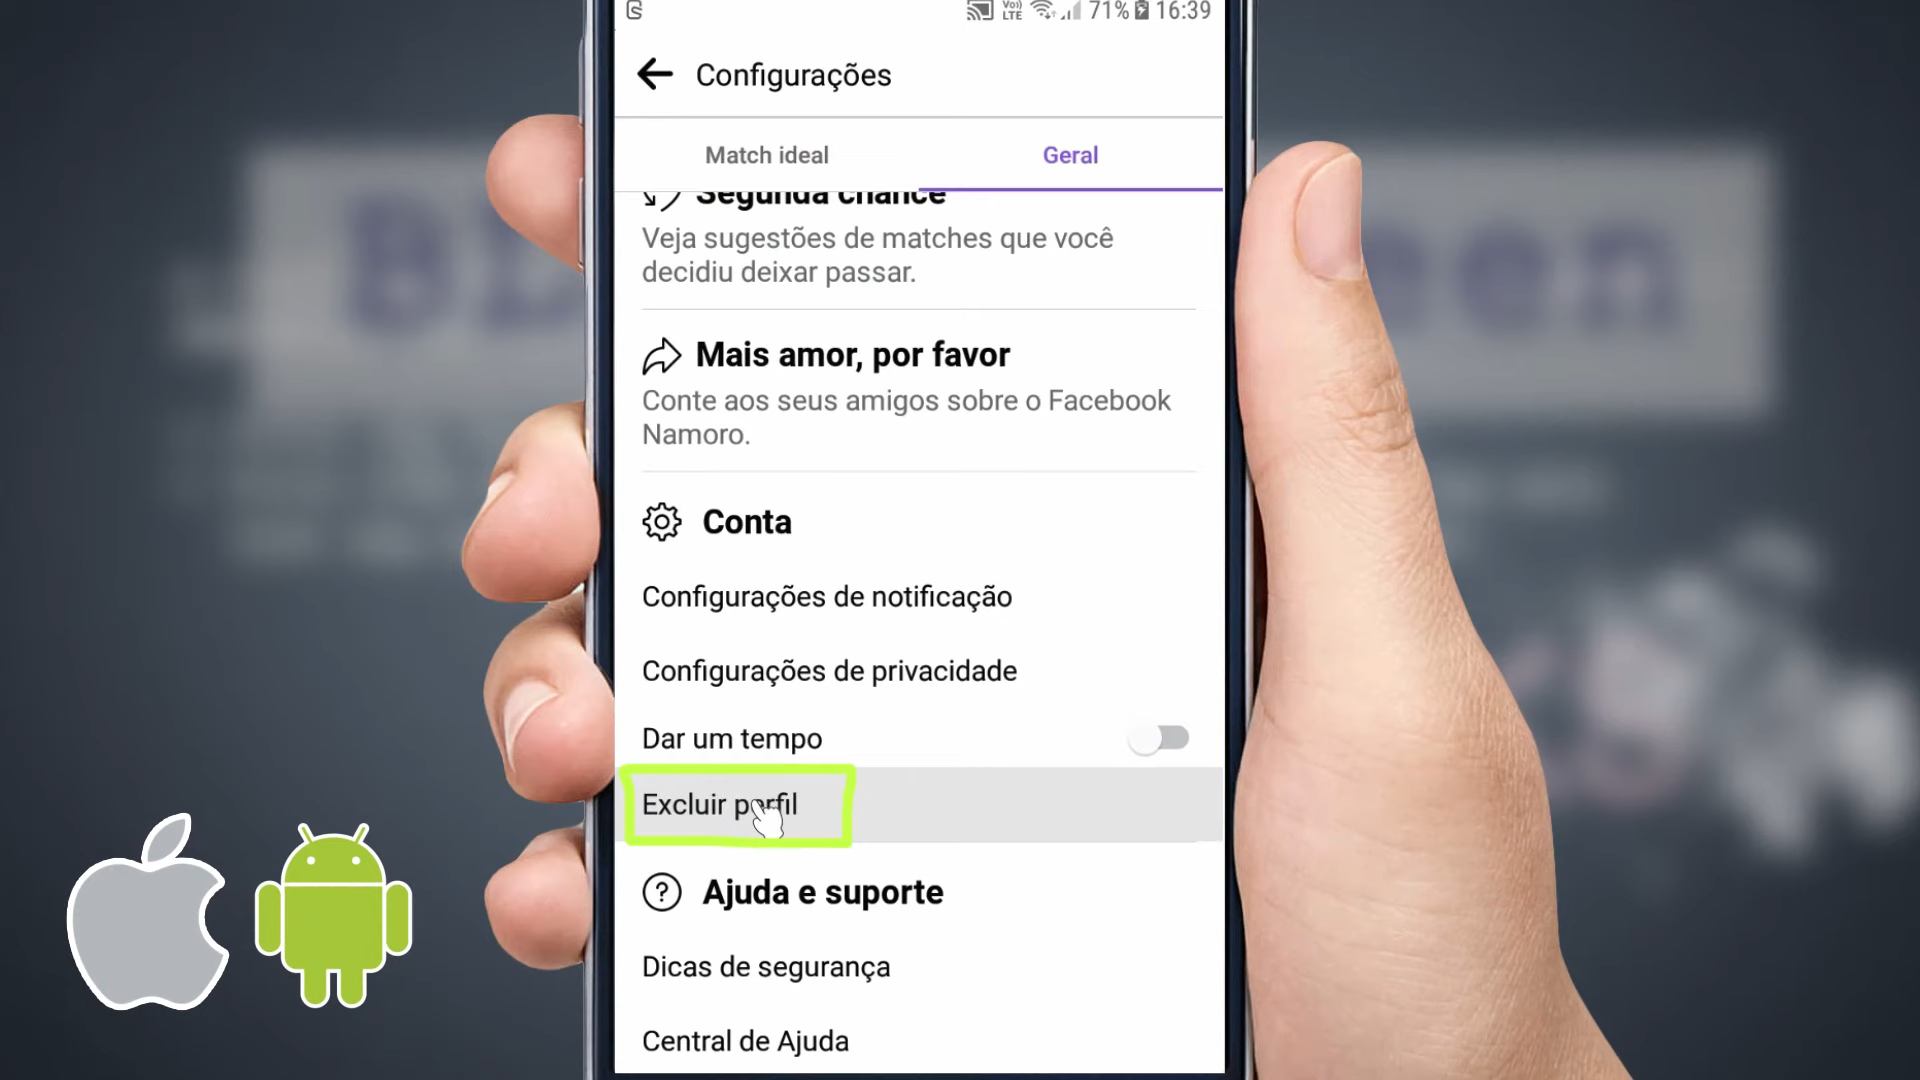 Vo))
LTE
71%
16:39
Configurações
Match ideal
Geral
Segunda chance
Veja sugestões de matches que você
decidiu deixar passar.
Mais amor, por favor
Conte aos seus amigos sobre o Facebook
Namoro.
Conta
Configurações de notificação
Configurações de privacidade
Dar um tempo
Excluir perfil
Ajuda e suporte
Dicas de segurança
Central de Ajuda